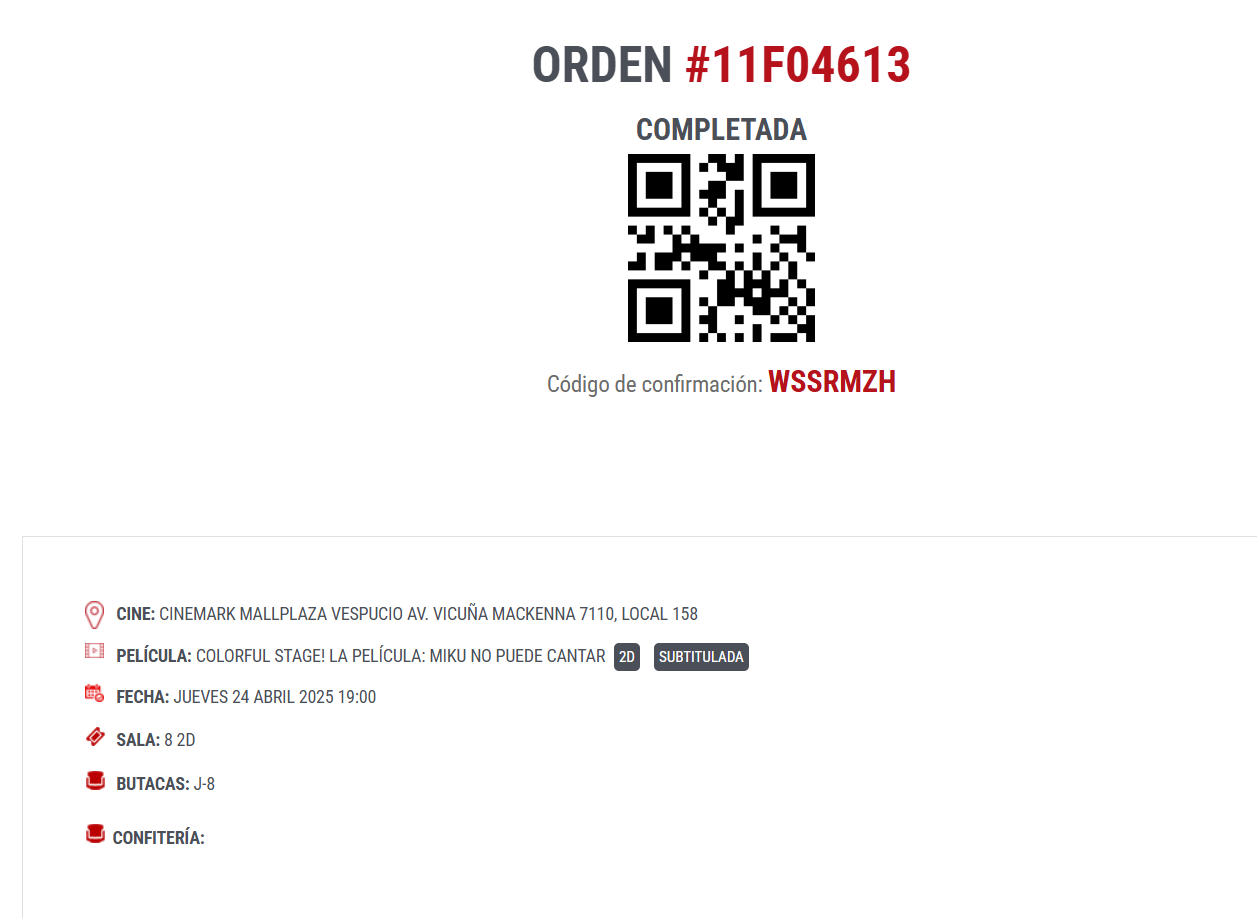 ORDEN #11F04613
COMPLETADA
Código de confirmación: WSSRMZH
CINE: CINEMARK MALLPLAZA VESPUCIO AV. VICUÑA MACKENNA 7110, LOCAL 158
PELÍCULA: COLORFUL STAGE! LA PELÍCULA: MIKU NO PUEDE CANTAR 2D SUBTITULADA
FECHA: JUEVES 24 ABRIL 2025 19:00
SALA: 8 2D
BUTACAS: J-8
CONFITERÍA: